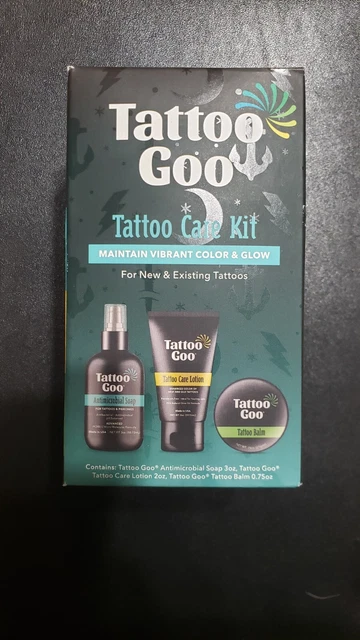 Tattoo
Goo
Tattoo Care Kit
MAINTAIN VIBRANT COLOR & GLOW
For New & Existing Tattoos
Tattoo
Goo
Antimicrobial Soap
Tattoo
Goo
Tattoo Care Lotion
Tattoo
Goo
Tattoo Balm
Contains: Tattoo Goo® Antimicrobial Soap 3oz, Tattoo Goo®
Tattoo Care Lotion 2oz, Tattoo Goo® Tattoo Balm 0.75oz